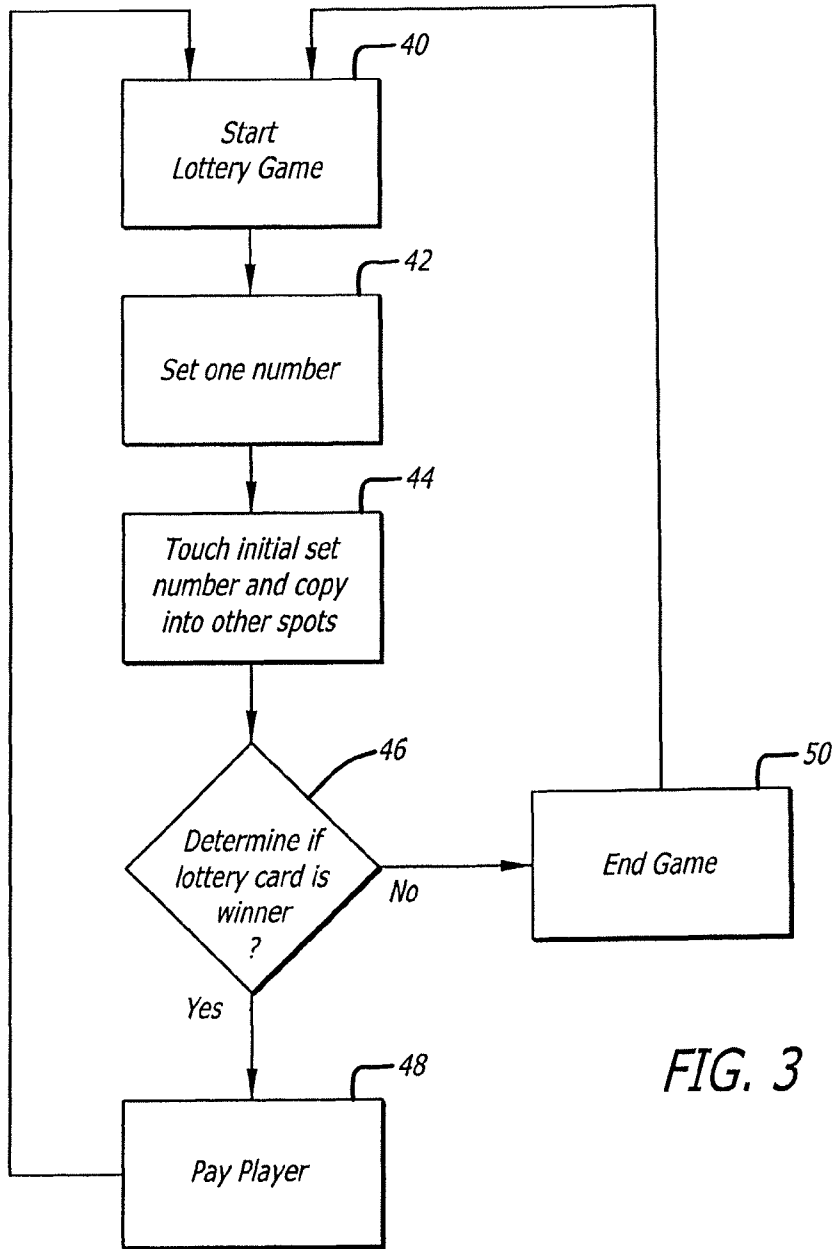 40
Start
Lottery Game
42
Set one number
44
Touch initial set
number and copy
into other spots
46
Determine if
lottery card is
winner
?
No
Yes
50
End Game
48
Pay Player
FIG. 3